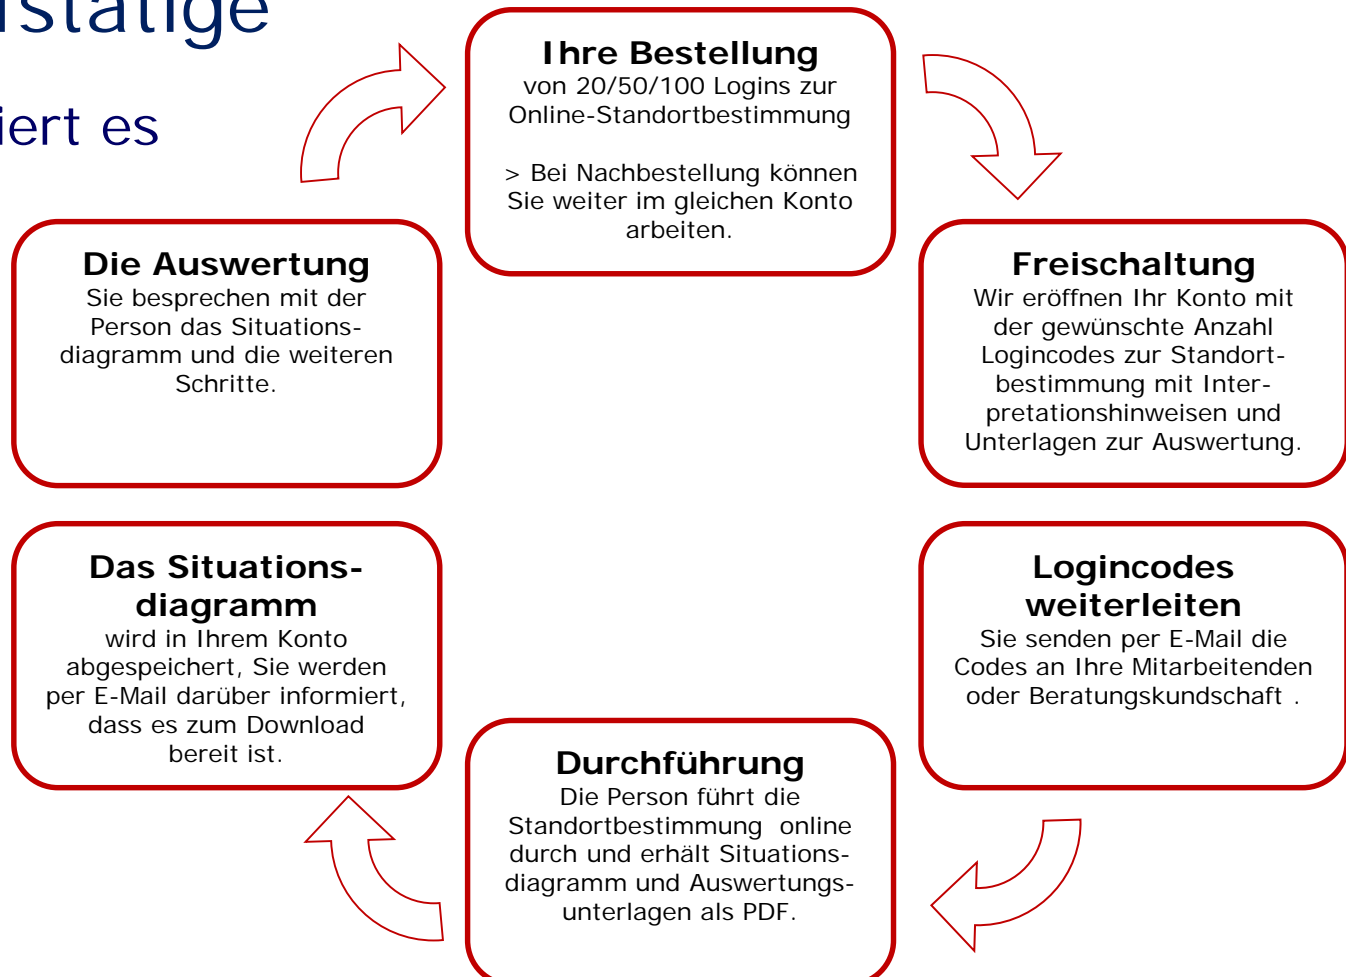 fstätige
iert es
Ihre Bestellung
von 20/50/100 Logins zur
Online-Standortbestimmung
> Bei Nachbestellung können
Sie weiter im gleichen Konto
arbeiten.
Freischaltung
Wir eröffnen Ihr Konto mit
der gewünschte Anzahl
Logincodes zur Standort-
bestimmung mit Inter-
pretationshinweisen und
Unterlagen zur Auswertung.
Logincodes
weiterleiten
Sie senden per E-Mail die
Codes an Ihre Mitarbeitenden
oder Beratungskundschaft .
Durchführung
Die Person führt die
Standortbestimmung  online
durch und erhält Situations-
diagramm und Auswertungs-
unterlagen als PDF.
Das Situations-
diagramm
wird in Ihrem Konto
abgespeichert, Sie werden
per E-Mail darüber informiert,
dass es zum Download
bereit ist.
Die Auswertung
Sie besprechen mit der
Person das Situations-
diagramm und die weiteren
Schritte.